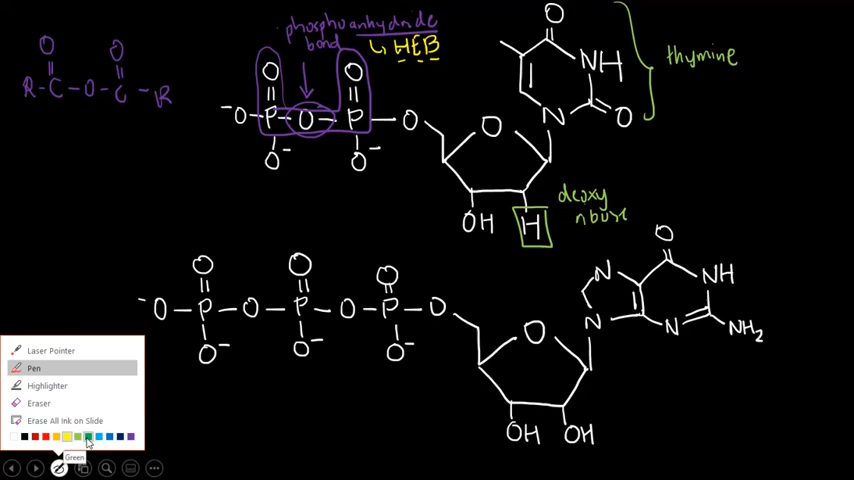 phosphoanhydride
bond
↳ HEB
O O
R-C-O-C-R
O O
-O-P-O-P-O
O- O-
O
NH
N
O
thymine
O
OH H
deoxy
O
N NH
N N NH2
O O O
-O-P-O-P-O-P-O
O- O- O-
O
OH OH
Laser Pointer
Pen
Highlighter
Eraser
Erase All Ink on Slide
Green